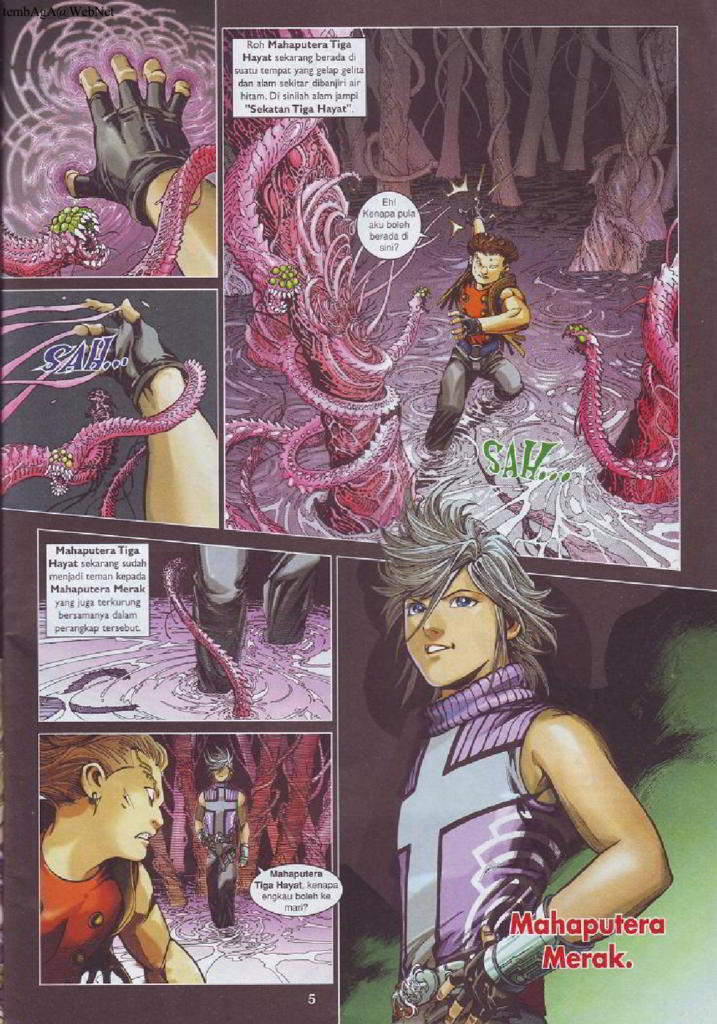 tembAgA@WebNet
Roh Mahaputera Tiga
Hayat sekarang berada di
suatu tempat yang gelap gelita
dan alam sekitar dibanjiri air
hitam. Di sinilah alam jampi
"Sekatan Tiga Hayat".
Eh!
Kenapa pula
aku boleh
berada di
sini?
SAH...
SAH...
Mahaputera Tiga
Hayat sekarang sudah
menjadi teman kepada
Mahaputera Merak
yang juga terkurung
bersamanya dalam
perangkap tersebut.
Mahaputera
Tiga Hayat, kenapa
engkau boleh ke
mari?
Mahaputera
Merak.
5